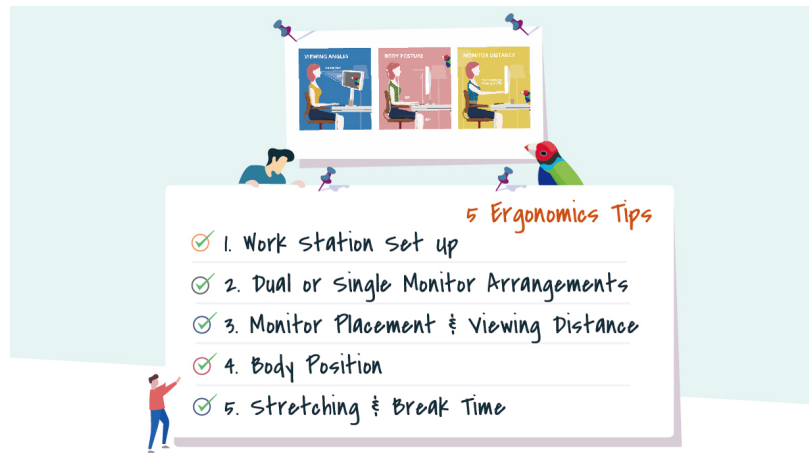 VIEWING ANGLES
BODY POSTURE
MONITOR DISTANCE
5 Ergonomics Tips
1. Work Station Set Up
2. Dual or Single Monitor Arrangements
3. Monitor Placement & Viewing Distance
4. Body Position
5. Stretching & Break Time